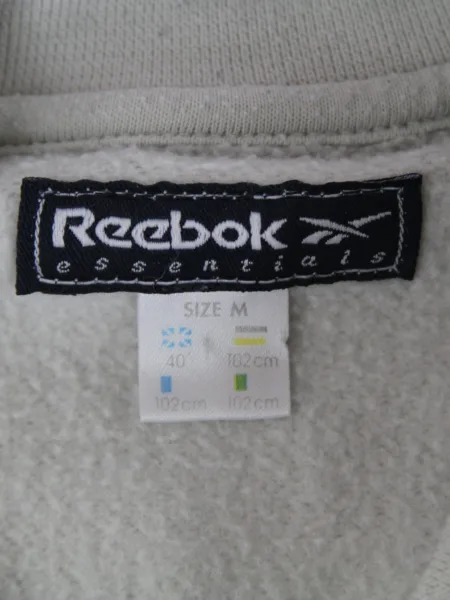 Reebok
essentials
SIZE M
40"
102cm
102cm
102cm